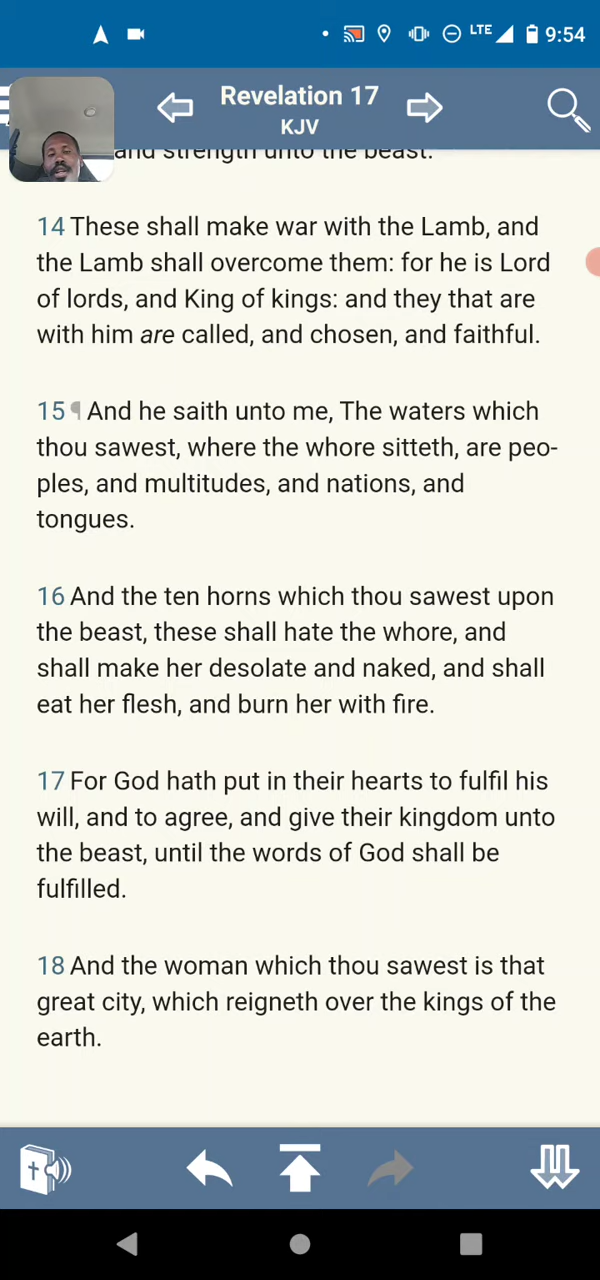 LTE 9:54
Revelation 17
KJV
and strength unto the beast.
14 These shall make war with the Lamb, and
the Lamb shall overcome them: for he is Lord
of lords, and King of kings: and they that are
with him are called, and chosen, and faithful.
15 ¶ And he saith unto me, The waters which
thou sawest, where the whore sitteth, are peo-
ples, and multitudes, and nations, and
tongues.
16 And the ten horns which thou sawest upon
the beast, these shall hate the whore, and
shall make her desolate and naked, and shall
eat her flesh, and burn her with fire.
17 For God hath put in their hearts to fulfil his
will, and to agree, and give their kingdom unto
the beast, until the words of God shall be
fulfilled.
18 And the woman which thou sawest is that
great city, which reigneth over the kings of the
earth.